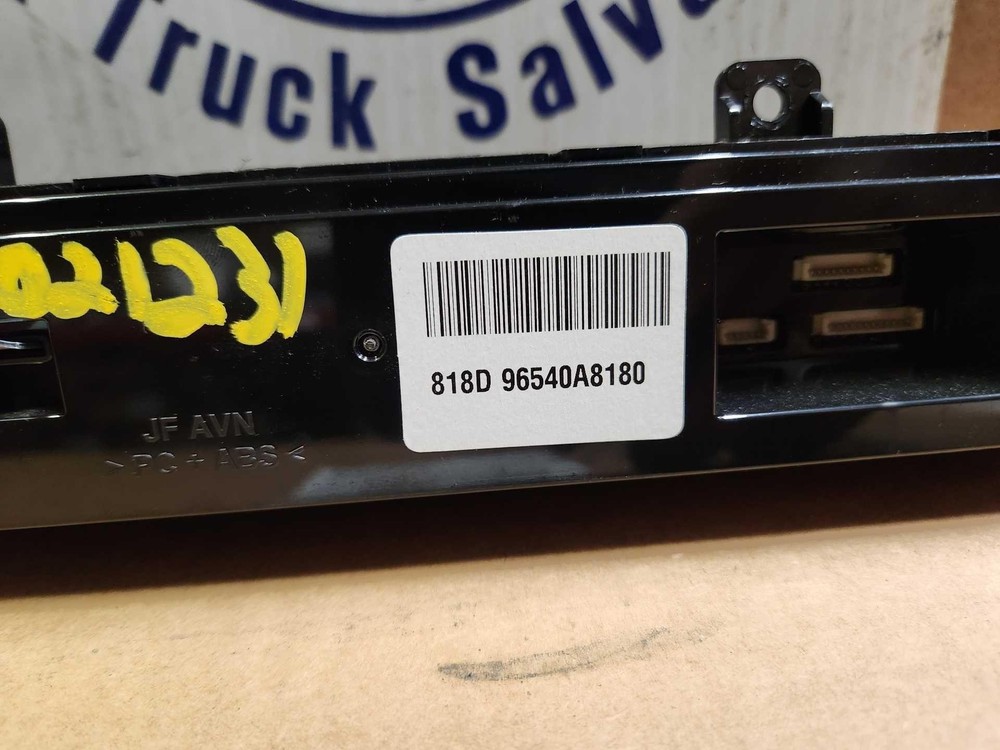 Truck Salva
021231
818D 96540A8180
JF AVN
>PC + ABS<